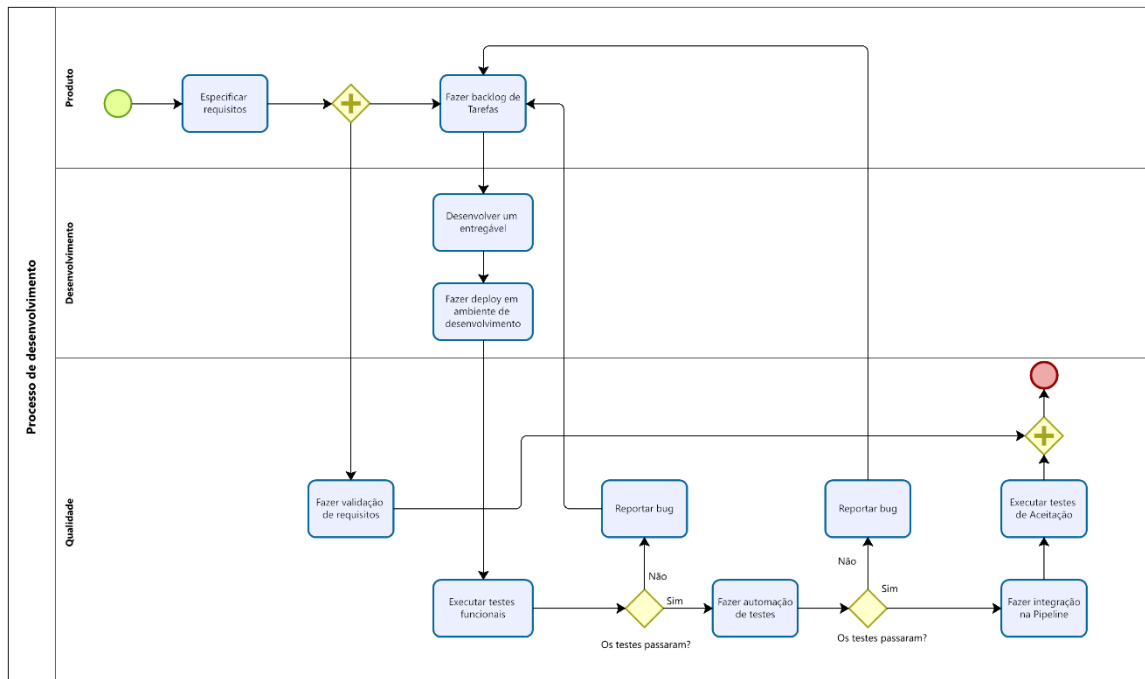 Processo de desenvolvimento
Produto
Especificar
requisitos
Fazer backlog de
Tarefas
Desenvolvimento
Desenvolver um
entregável
Fazer deploy em
ambiente de
desenvolvimento
Qualidade
Fazer validação
de requisitos
Reportar bug
Reportar bug
Executar testes
de Aceitação
Não
Não
Executar testes
funcionais
Sim
Fazer automação
de testes
Sim
Fazer integração
na Pipeline
Os testes passaram?
Os testes passaram?